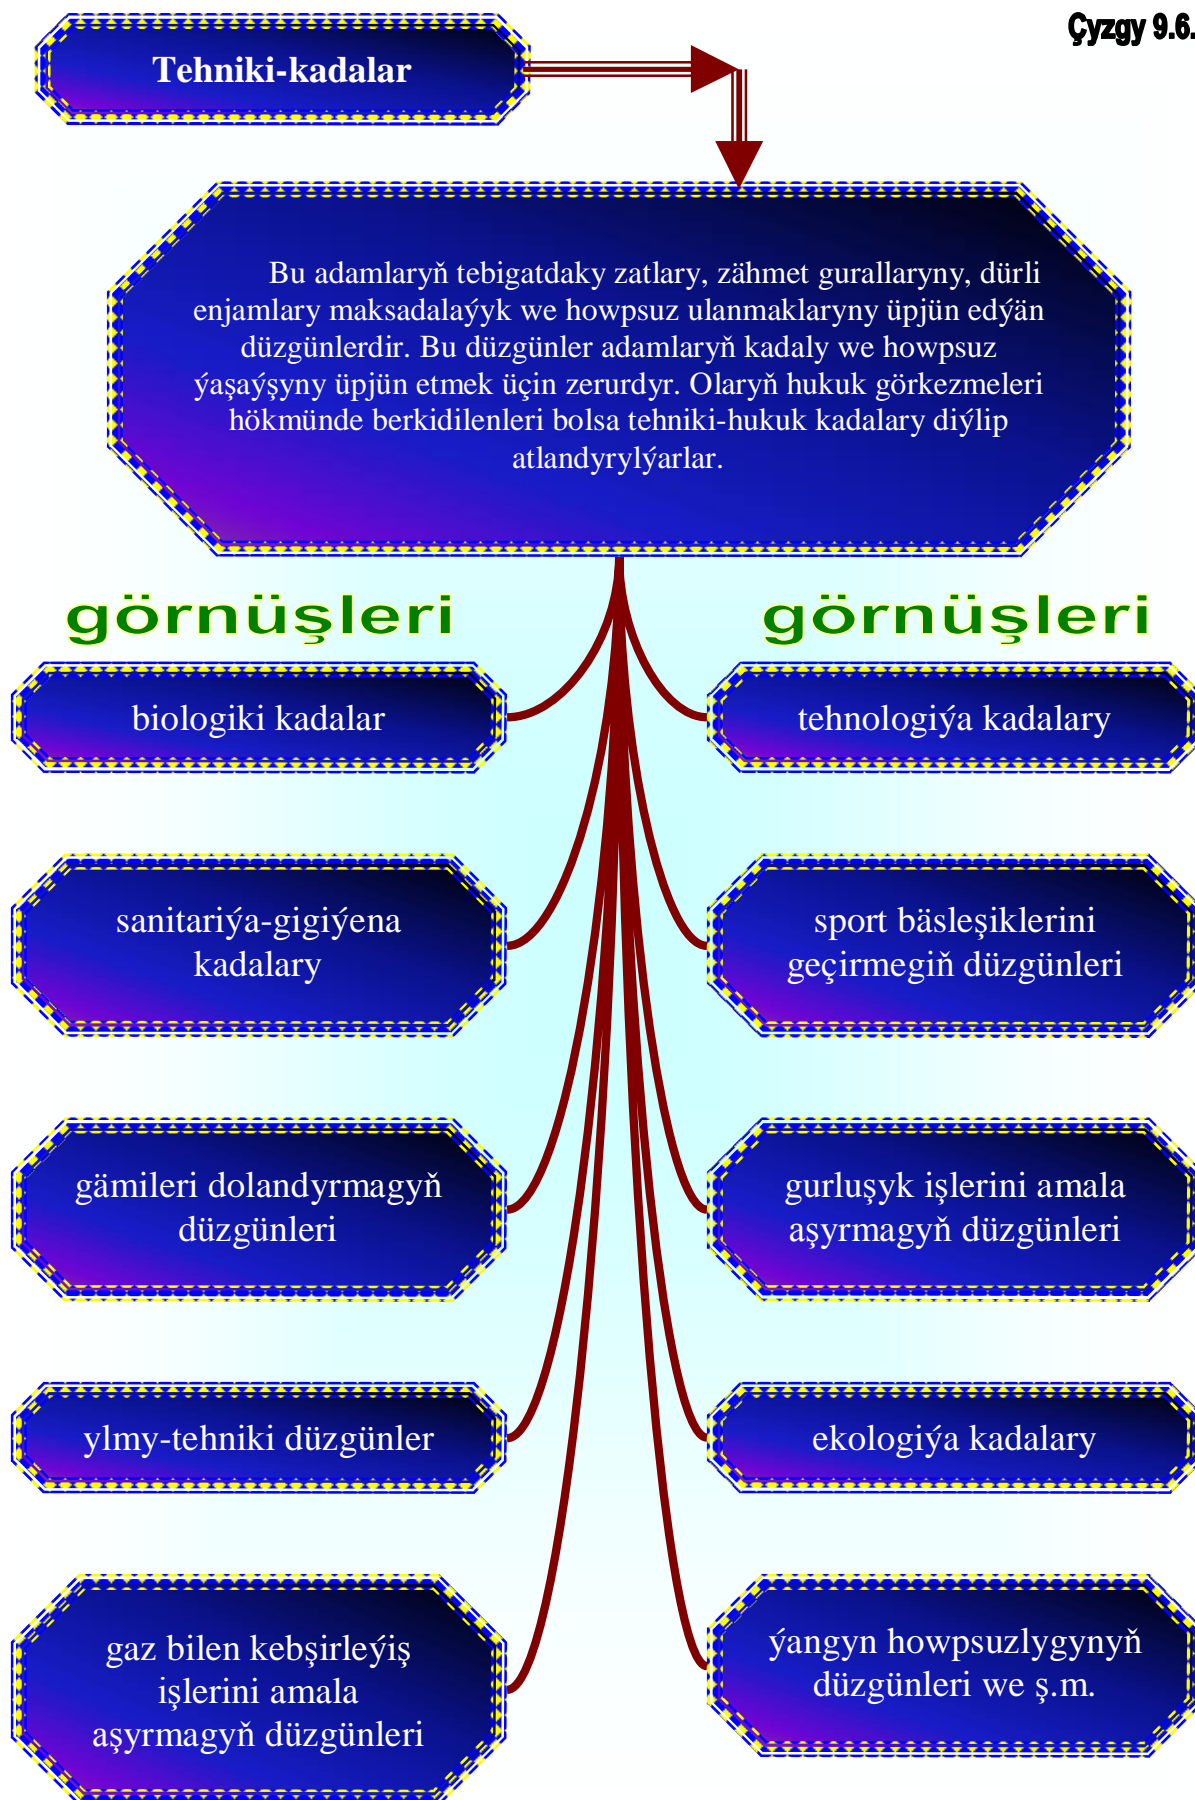 Çyzgy 9.6.
Tehniki-kadalar
Bu adamlaryň tebigatdaky zatlary, zähmet gurallaryny, dürli
enjamlary maksadalaýyk we howpsuz ulanmaklaryny üpjün edýän
düzgünlerdir. Bu düzgünler adamlaryň kadaly we howpsuz
ýaşaýşyny üpjün etmek üçin zerurdyr. Olaryň hukuk görkezmeleri
hökmünde berkidilenleri bolsa tehniki-hukuk kadalary diýlip
atlandyrylýarlar.
görnüşleri
görnüşleri
biologiki kadalar
tehnologiýa kadalary
sanitariýa-gigiýena
kadalary
sport bäsleşiklerini
geçirmegiň düzgünleri
gämileri dolandyrmagyň
düzgünleri
gurluşyk işlerini amala
aşyrmagyň düzgünleri
ylmy-tehniki düzgünler
ekologiýa kadalary
gaz bilen kebşirleýiş
işlerini amala
aşyrmagyň düzgünleri
ýangyn howpsuzlygynyň
düzgünleri we ş.m.